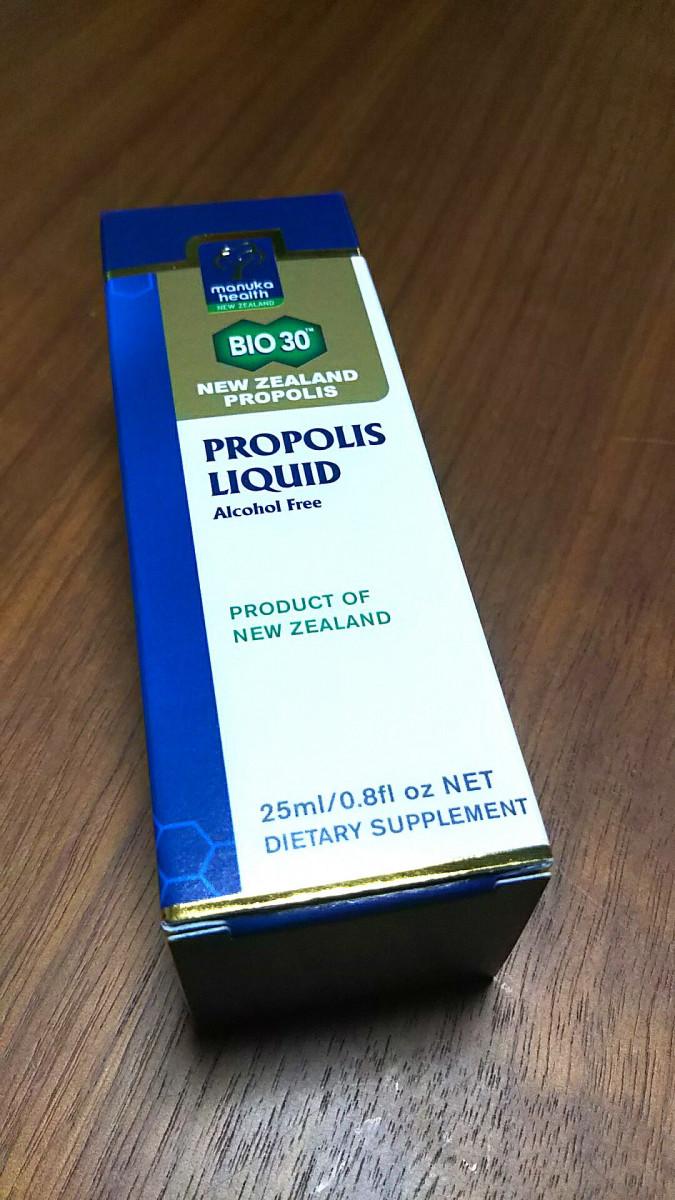 manuka
health
NEW ZEALAND
BIO 30™
NEW ZEALAND
PROPOLIS
PROPOLIS
LIQUID
Alcohol Free
PRODUCT OF
NEW ZEALAND
25ml/0.8fl oz NET
DIETARY SUPPLEMENT